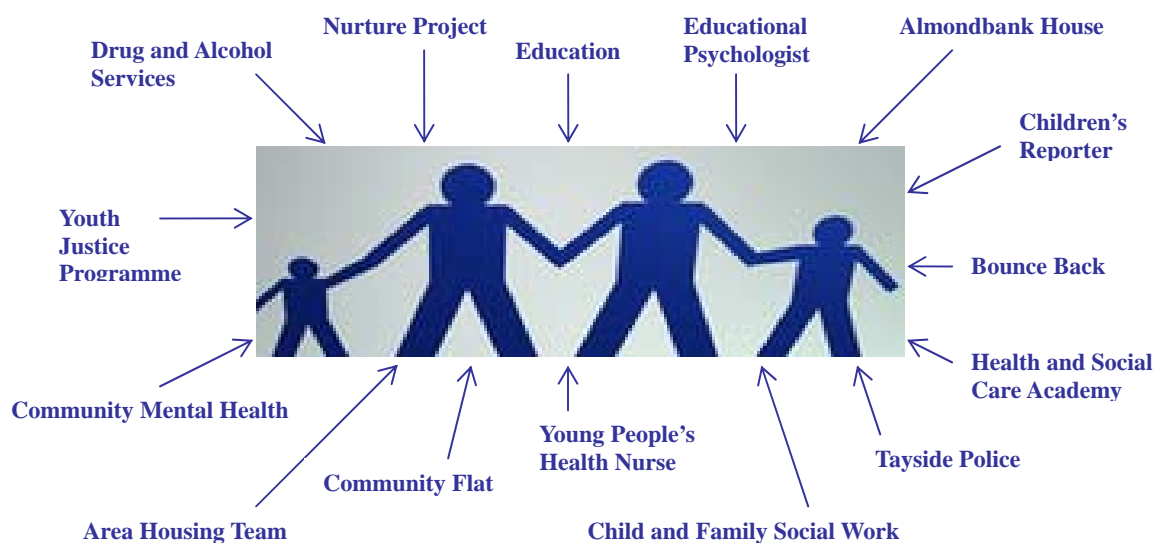 Nurture Project
Educational
Psychologist
Almondbank House
Drug and Alcohol
Services
Education
Children's
Reporter
Youth
Justice
Programme
Bounce Back
Health and Social
Care Academy
Community Mental Health
Young People's
Health Nurse
Tayside Police
Community Flat
Area Housing Team
Child and Family Social Work